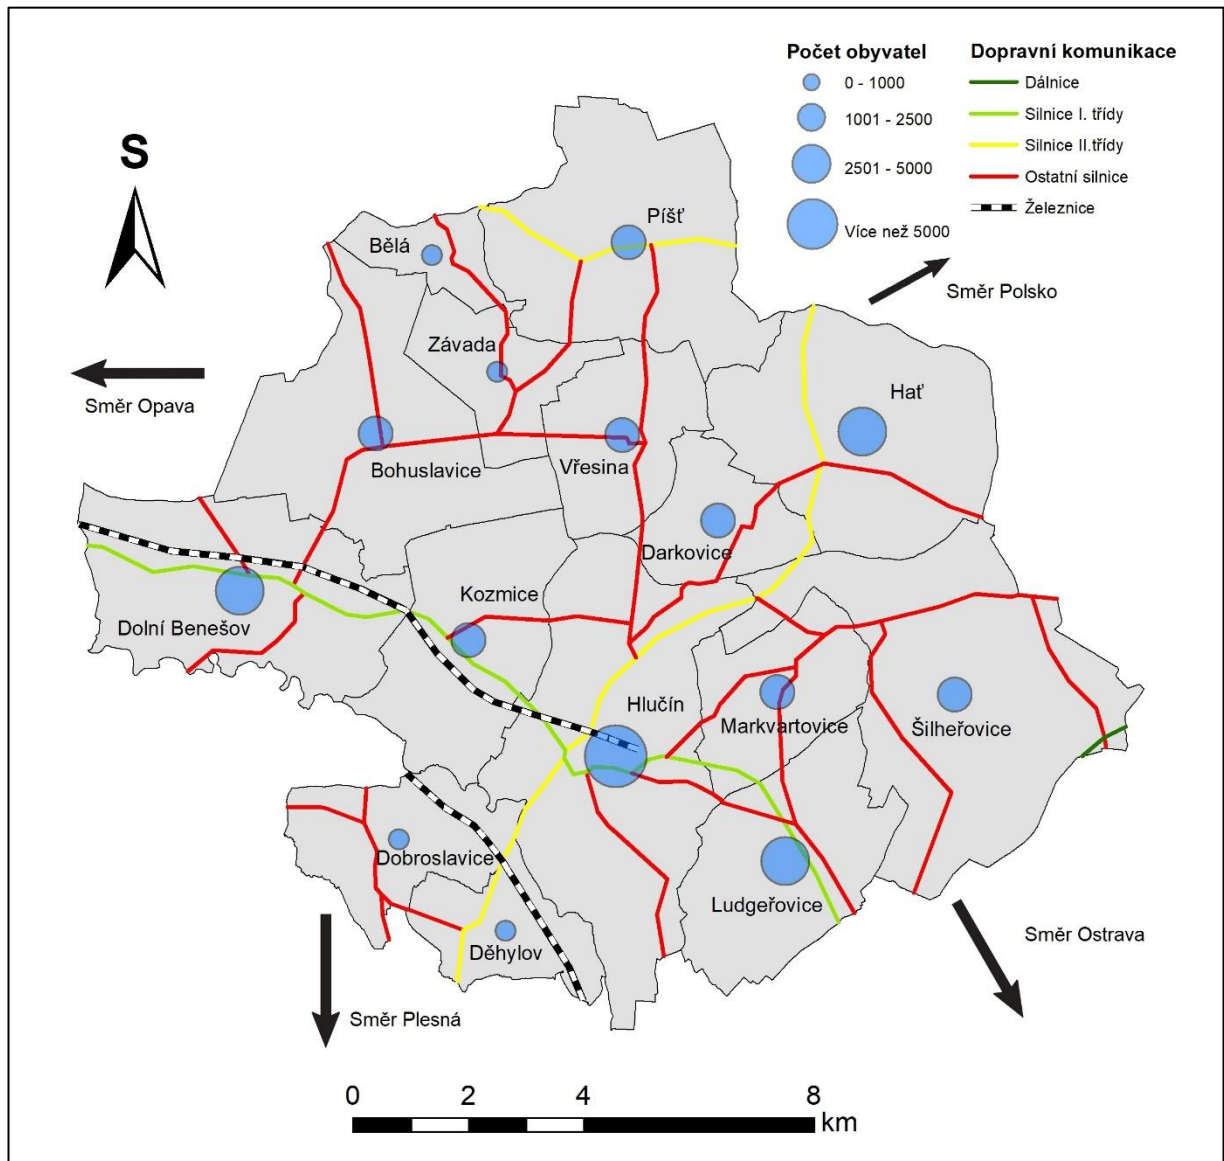 Počet obyvatel
0 - 1000
1001 - 2500
2501 - 5000
Více než 5000
Dopravní komunikace
Dálnice
Silnice I. třídy
Silnice II.třídy
Ostatní silnice
Železnice
S
Píšť
Bělá
Směr Polsko
Závada
Hať
Směr Opava
Bohuslavice
Vřesina
Darkovice
Kozmice
Dolní Benešov
Hlučín
Markvartovice
Šilheřovice
Dobroslavice
Ludgeřovice
Děhylov
Směr Ostrava
Směr Plesná
0 2 4 8
km